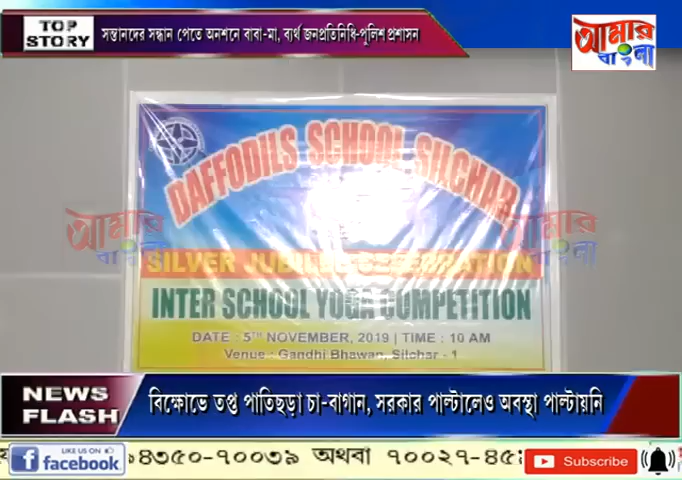 TOP STORY
সন্তানদের সন্ধান পেতে অনশনে বাবা-মা, ব্যর্থ জনপ্রতিনিধি-পুলিশ প্রশাসন
আমার বাংলা
DAFFODILS SCHOOL SILCHAR
আমার বাংলা
আমার বাংলা
SILVER JUBILEE CELEBRATION
INTER SCHOOL YOGA COMPETITION
DATE : 5TH NOVEMBER, 2019 | TIME : 10 AM
Venue : Gandhi Bhawan, Silchar - 1
NEWS FLASH
বিক্ষোভে তপ্ত পাতিছড়া চা-বাগান, সরকার পাল্টালেও অবস্থা পাল্টায়নি
LIKE US ON
facebook
৯৪৩৫০-৭০০৩৯ অথবা ৭০০২৭-৪৫
Subscribe